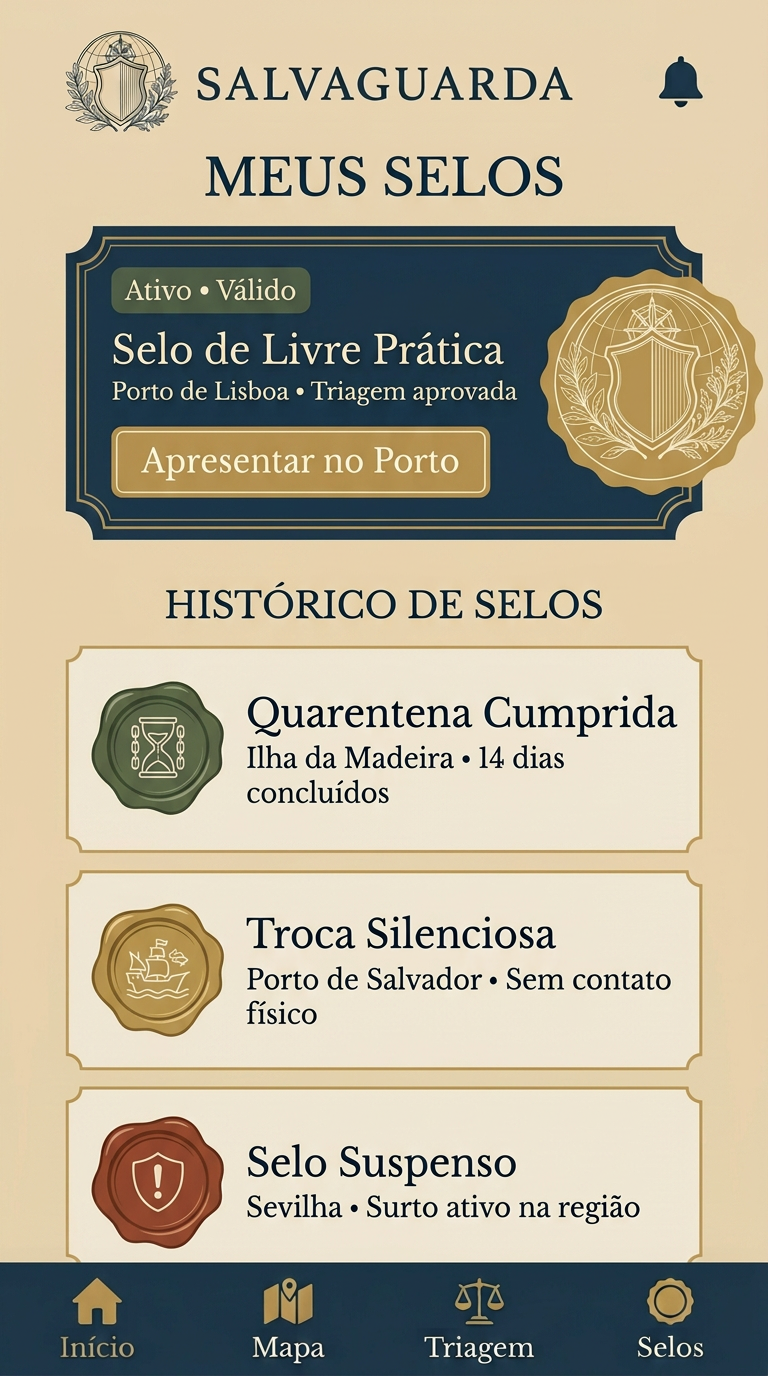 SALVAGUARDA
MEUS SELOS
Ativo • Válido
Selo de Livre Prática
Porto de Lisboa • Triagem aprovada
Apresentar no Porto
HISTÓRICO DE SELOS
Quarentena Cumprida
Ilha da Madeira • 14 dias
concluídos
Troca Silenciosa
Porto de Salvador • Sem contato
físico
Selo Suspenso
Sevilha • Surto ativo na região
Início
Mapa
Triagem
Selos